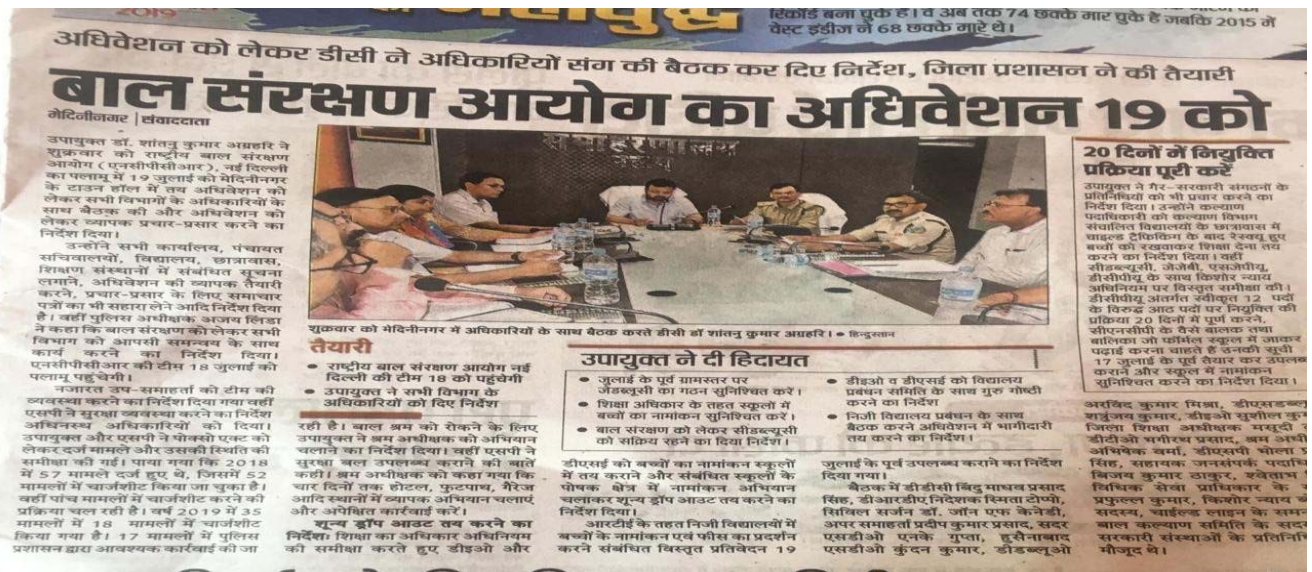 2019
महायुद्ध
रिकॉर्ड बना चुके हैं। वे अब तक 74 छक्के मार चुके हैं जबकि 2015 में
वेस्ट इंडीज ने 68 छक्के मारे थे।
अधिवेशन को लेकर डीसी ने अधिकारियों संग की बैठक कर दिए निर्देश, जिला प्रशासन ने की तैयारी
बाल संरक्षण आयोग का अधिवेशन 19 को
मेदिनीनगर | संवाददाता
उपायुक्त डॉ. शांतनु कुमार अग्रहरि ने
शुक्रवार को राष्ट्रीय बाल संरक्षण
आयोग (एनसीपीसीआर), नई दिल्ली
का पलामू में 19 जुलाई को मेदिनीनगर
के टाउन हॉल में तय अधिवेशन को
लेकर सभी विभागों के अधिकारियों के
साथ बैठक की और अधिवेशन को
लेकर व्यापक प्रचार-प्रसार करने का
निर्देश दिया।
उन्होंने सभी कार्यालय, पंचायत
सचिवालयों, विद्यालय, छात्रावास,
शिक्षण संस्थानों में संबंधित सूचना
लगाने, अधिवेशन की व्यापक तैयारी
करने, प्रचार-प्रसार के लिए समाचार
पत्रों का भी सहारा लेने आदि निर्देश दिया
है। वहीं पुलिस अधीक्षक अजय लिंडा
ने कहा कि बाल संरक्षण को लेकर सभी
विभाग को आपसी समन्वय के साथ
कार्य करने का निर्देश दिया।
एनसीपीसीआर की टीम 18 जुलाई को
पलामू पहुंचेगी।
नजारत उप-समाहर्ता को टीम की
व्यवस्था करने का निर्देश दिया गया वहीं
एसपी ने सुरक्षा व्यवस्था करने का निर्देश
अधिनस्थ अधिकारियों को दिया।
उपायुक्त और एसपी ने पोक्सो एक्ट को
लेकर दर्ज मामले और उसकी स्थिति की
समीक्षा की गई। पाया गया कि 2018
में 57 मामले दर्ज हुए थे, जिसमें 52
मामलों में चार्जशीट किया जा चुका है।
वहीं पांच मामलों में चार्जशीट करने की
प्रक्रिया चल रही है। वर्ष 2019 में 35
मामलों में 18 मामलों में चार्जशीट
किया गया है। 17 मामलों में पुलिस
प्रशासन द्वारा आवश्यक कार्रवाई की जा
शुक्रवार को मेदिनीनगर में अधिकारियों के साथ बैठक करते डीसी डॉ शांतनु कुमार अग्रहरि। ● हिन्दुस्तान
तैयारी
● राष्ट्रीय बाल संरक्षण आयोग नई
दिल्ली की टीम 18 को पहुंचेगी
● उपायुक्त ने सभी विभाग के
अधिकारियों को दिए निर्देश
रही है। बाल श्रम को रोकने के लिए
उपायुक्त ने श्रम अधीक्षक को अभियान
चलाने का निर्देश दिया। वहीं एसपी ने
सुरक्षा बल उपलब्ध कराने की बातें
कही। श्रम अधीक्षक को कहा गया कि
चार दिनों तक होटल, फुटपाथ, गैरेज
आदि स्थानों में व्यापक अभियान चलाएं
और अपेक्षित कार्रवाई करें।
शून्य ड्रॉप आउट तय करने का
निर्देश: शिक्षा का अधिकार अधिनियम
की समीक्षा करते हुए डीइओ और
उपायुक्त ने दी हिदायत
● जुलाई के पूर्व ग्रामस्तर पर
जेडब्लूसी का गठन सुनिश्चित करें।
● शिक्षा अधिकार के तहत स्कूलों में
बच्चों का नामांकन सुनिश्चित करें।
● बाल संरक्षण को लेकर सीडब्ल्यूसी
को सक्रिय रहने का दिया निर्देश।
● डीइओ व डीएसई को विद्यालय
प्रबंधन समिति के साथ गुरु गोष्ठी
करने का निर्देश
● निजी विद्यालय प्रबंधन के साथ
बैठक करने अधिवेशन में भागीदारी
तय करने का निर्देश।
डीएसई को बच्चों का नामांकन स्कूलों
में तय कराने और संबंधित स्कूलों के
पोषक क्षेत्र में नामांकन अभियान
चलाकर शून्य ड्रॉप आउट तय करने का
निर्देश दिया।
आरटीई के तहत निजी विद्यालयों में
बच्चों के नामांकन एवं फीस का प्रदर्शन
करने संबंधित विस्तृत प्रतिवेदन 19
जुलाई के पूर्व उपलब्ध कराने का निर्देश
दिया गया।
बैठक में डीडीसी बिंदु माधव प्रसाद
सिंह, डीआरडीए निदेशक स्मिता टोप्पो,
सिविल सर्जन डॉ. जॉन एफ केनेडी,
अपर समाहर्ता प्रदीप कुमार प्रसाद, सदर
एसडीओ एनके गुप्ता, हुसैनाबाद
एसडीओ कुंदन कुमार, डीडब्लूओ
20 दिनों में नियुक्ति
प्रक्रिया पूरी करें
उपायुक्त ने गैर-सरकारी संगठनों के
प्रतिनिधियों को भी प्रचार करने का
निर्देश दिया। उन्होंने कल्याण
पदाधिकारी को कल्याण विभाग
संचालित विद्यालयों के छात्रावास में
चाइल्ड ट्रैफिकिंग के बाद रेस्क्यू हुए
बच्चों को रखवाकर शिक्षा देना तय
करने का निर्देश दिया। वहीं
सीडब्ल्यूसी, जेजेबी, एसजेपीयू,
डीसीपीयू के साथ किशोर न्याय
अधिनियम पर विस्तृत समीक्षा की।
डीसीपीयू अंतर्गत स्वीकृत 12 पदों
के विरुद्ध आठ पदों पर नियुक्ति की
प्रक्रिया 20 दिनों में पूर्ण करने,
सीएनसीपी के वैसे बालक तथा
बालिका जो फॉर्मल स्कूल में जाकर
पढ़ाई करना चाहते हैं उनकी सूची
17 जुलाई के पूर्व तैयार कर उपलब्ध
कराने और स्कूल में नामांकन
सुनिश्चित करने का निर्देश दिया।
अरविंद कुमार मिश्रा, डीएसडब्ल्
शत्रुंजय कुमार, डीइओ सुशील कु
जिला शिक्षा अधीक्षक मसूदी
डीटीओ भगीरथ प्रसाद, श्रम अधी
अभिषेक वर्मा, डीएसपी भोला प्र
सिंह, सहायक जनसंपर्क पदाधि
विजय कुमार ठाकुर, श्वेताभ
विधिक सेवा प्राधिकार के
प्रफुल्ल कुमार, किशोर न्याय
सदस्य, चाईल्ड लाइन के सम
बाल कल्याण समिति के सद
सरकारी संस्थाओं के प्रतिनिधि
मौजूद थे।